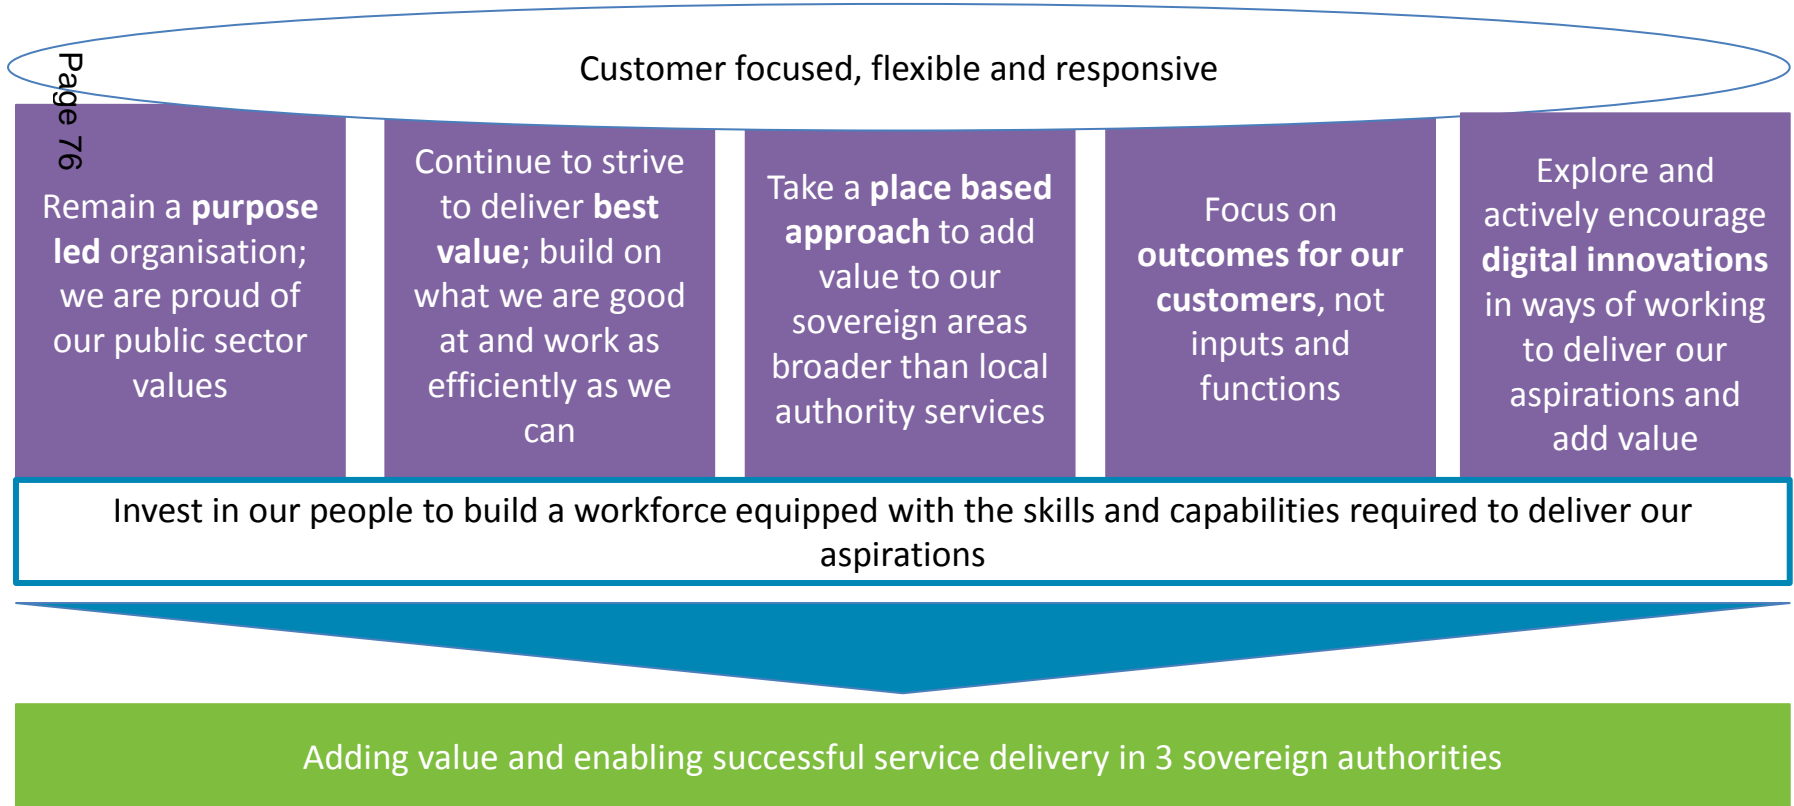 Customer focused, flexible and responsive
Page 76
Remain a purpose
led organisation;
we are proud of
our public sector
values
Continue to strive
to deliver best
value; build on
what we are good
at and work as
efficiently as we
can
Take a place based
approach to add
value to our
sovereign areas
broader than local
authority services
Focus on
outcomes for our
customers, not
inputs and
functions
Explore and
actively encourage
digital innovations
in ways of working
to deliver our
aspirations and
add value
Invest in our people to build a workforce equipped with the skills and capabilities required to deliver our
aspirations
Adding value and enabling successful service delivery in 3 sovereign authorities